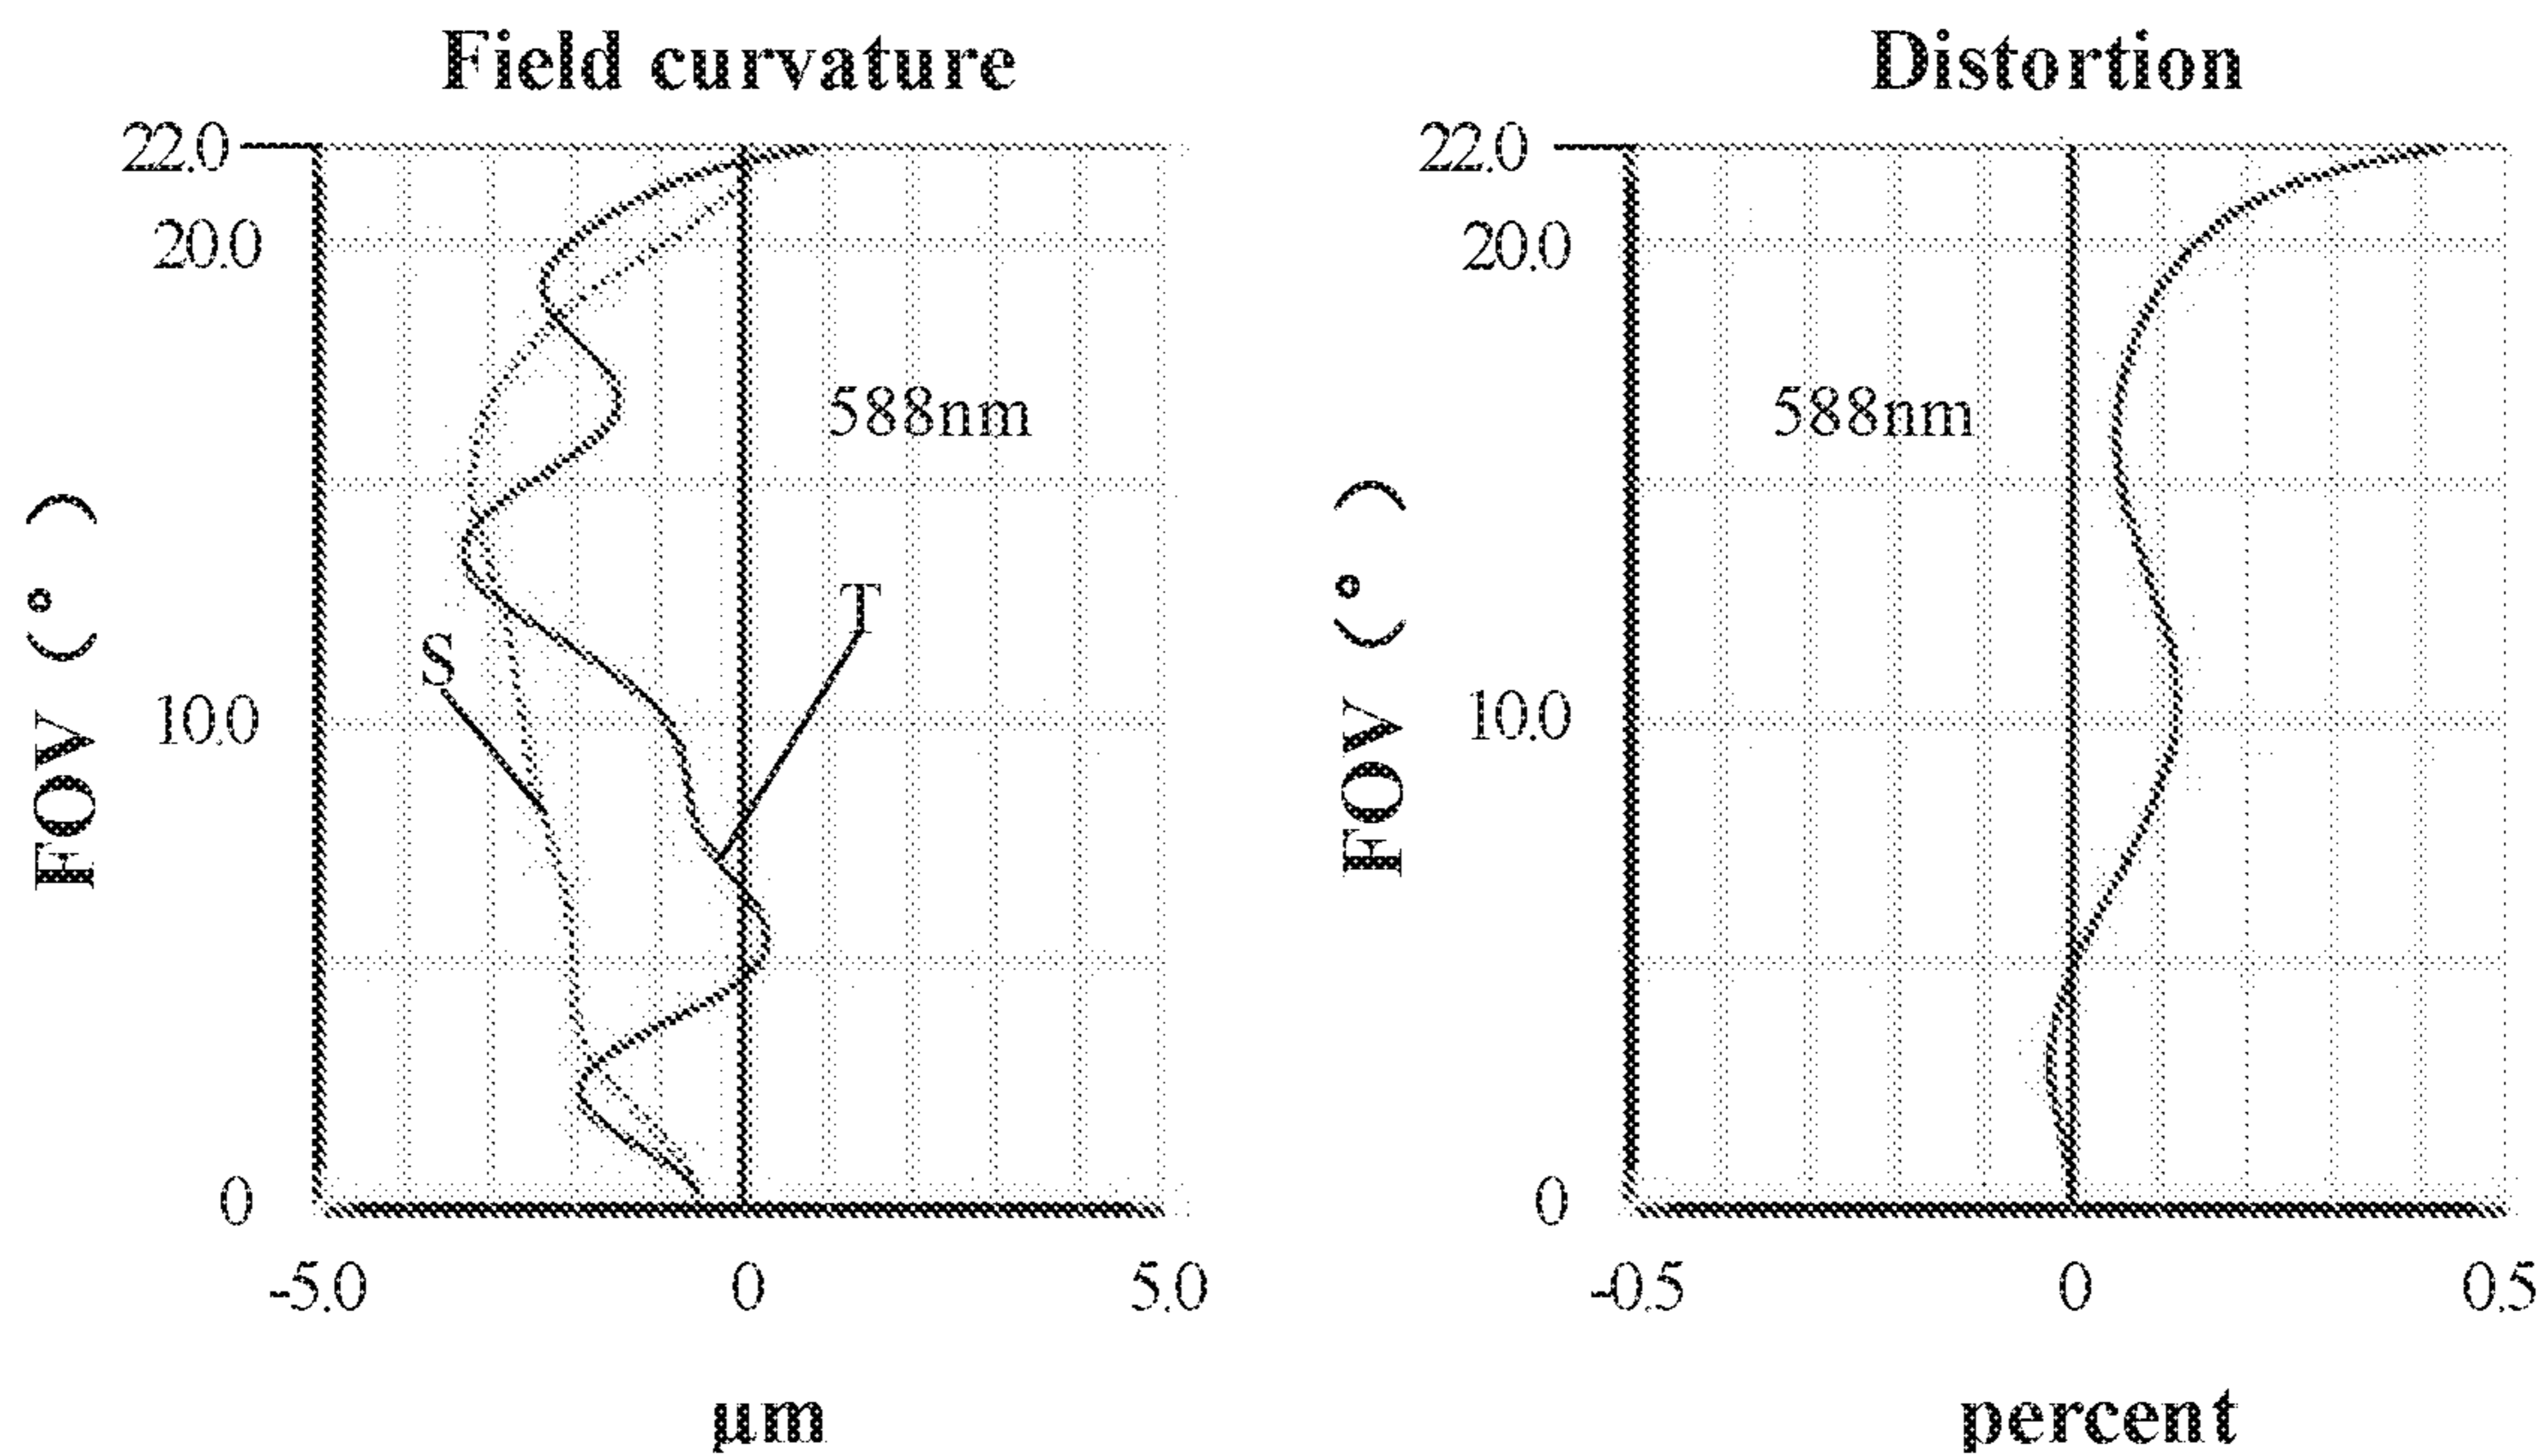 Field curvature
22.0
20.0
588nm
T
S
10.0
0
FOV (°)
-5.0 0 5.0
μm
Distortion
22.0
20.0
588nm
10.0
0
FOV (°)
-0.5 0 0.5
percent